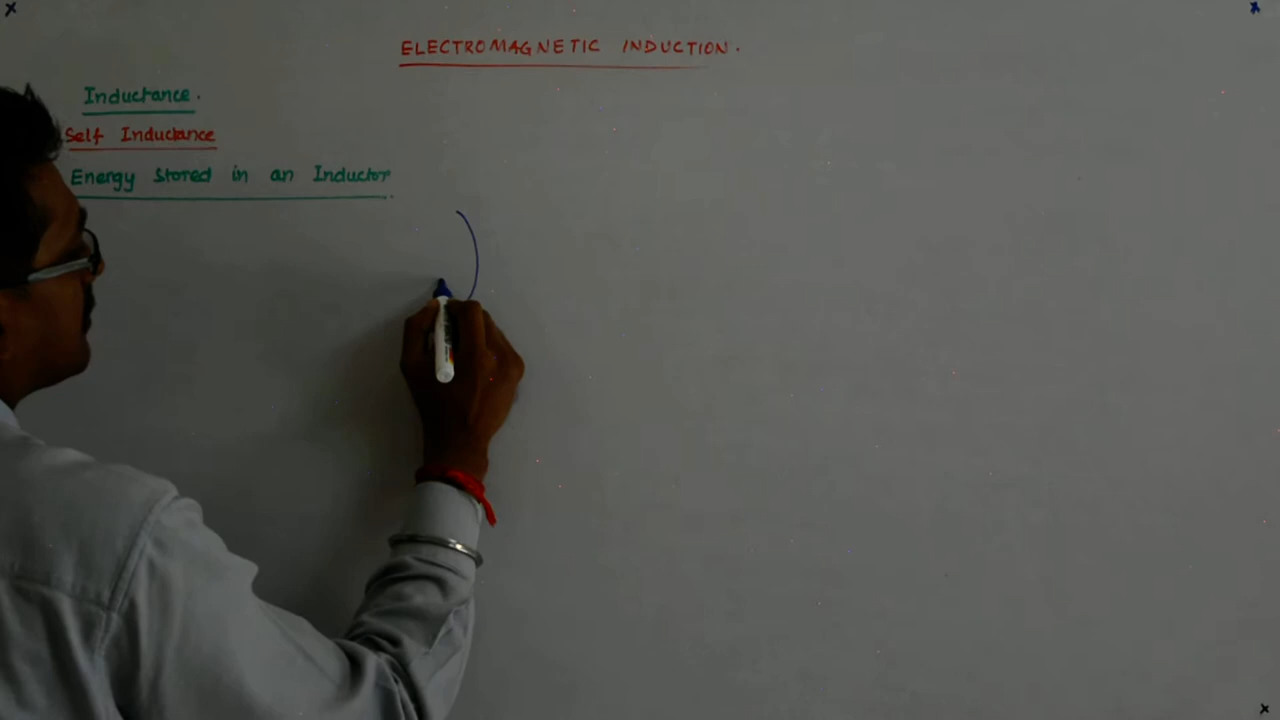 ELECTROMAGNETIC INDUCTION.
Inductance.
Self Inductance
Energy Stored in an Inductor